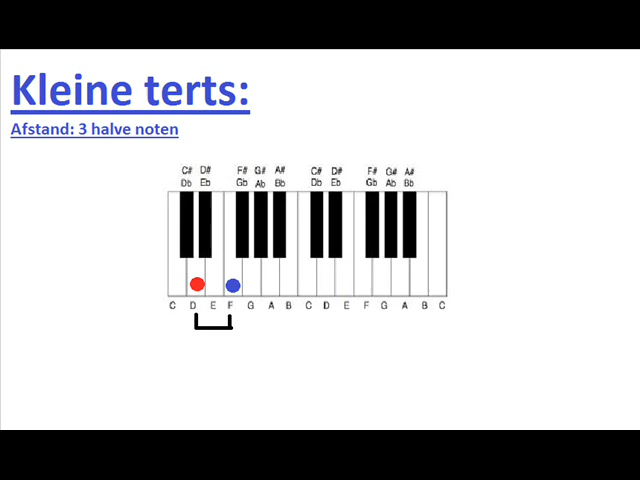 Kleine terts:
Afstand: 3 halve noten
C# D# F# G# A# C# D# F# G# A#
Db Eb Gb Ab Bb Db Eb Gb Ab Bb
C D E F G A B C D E F G A B C